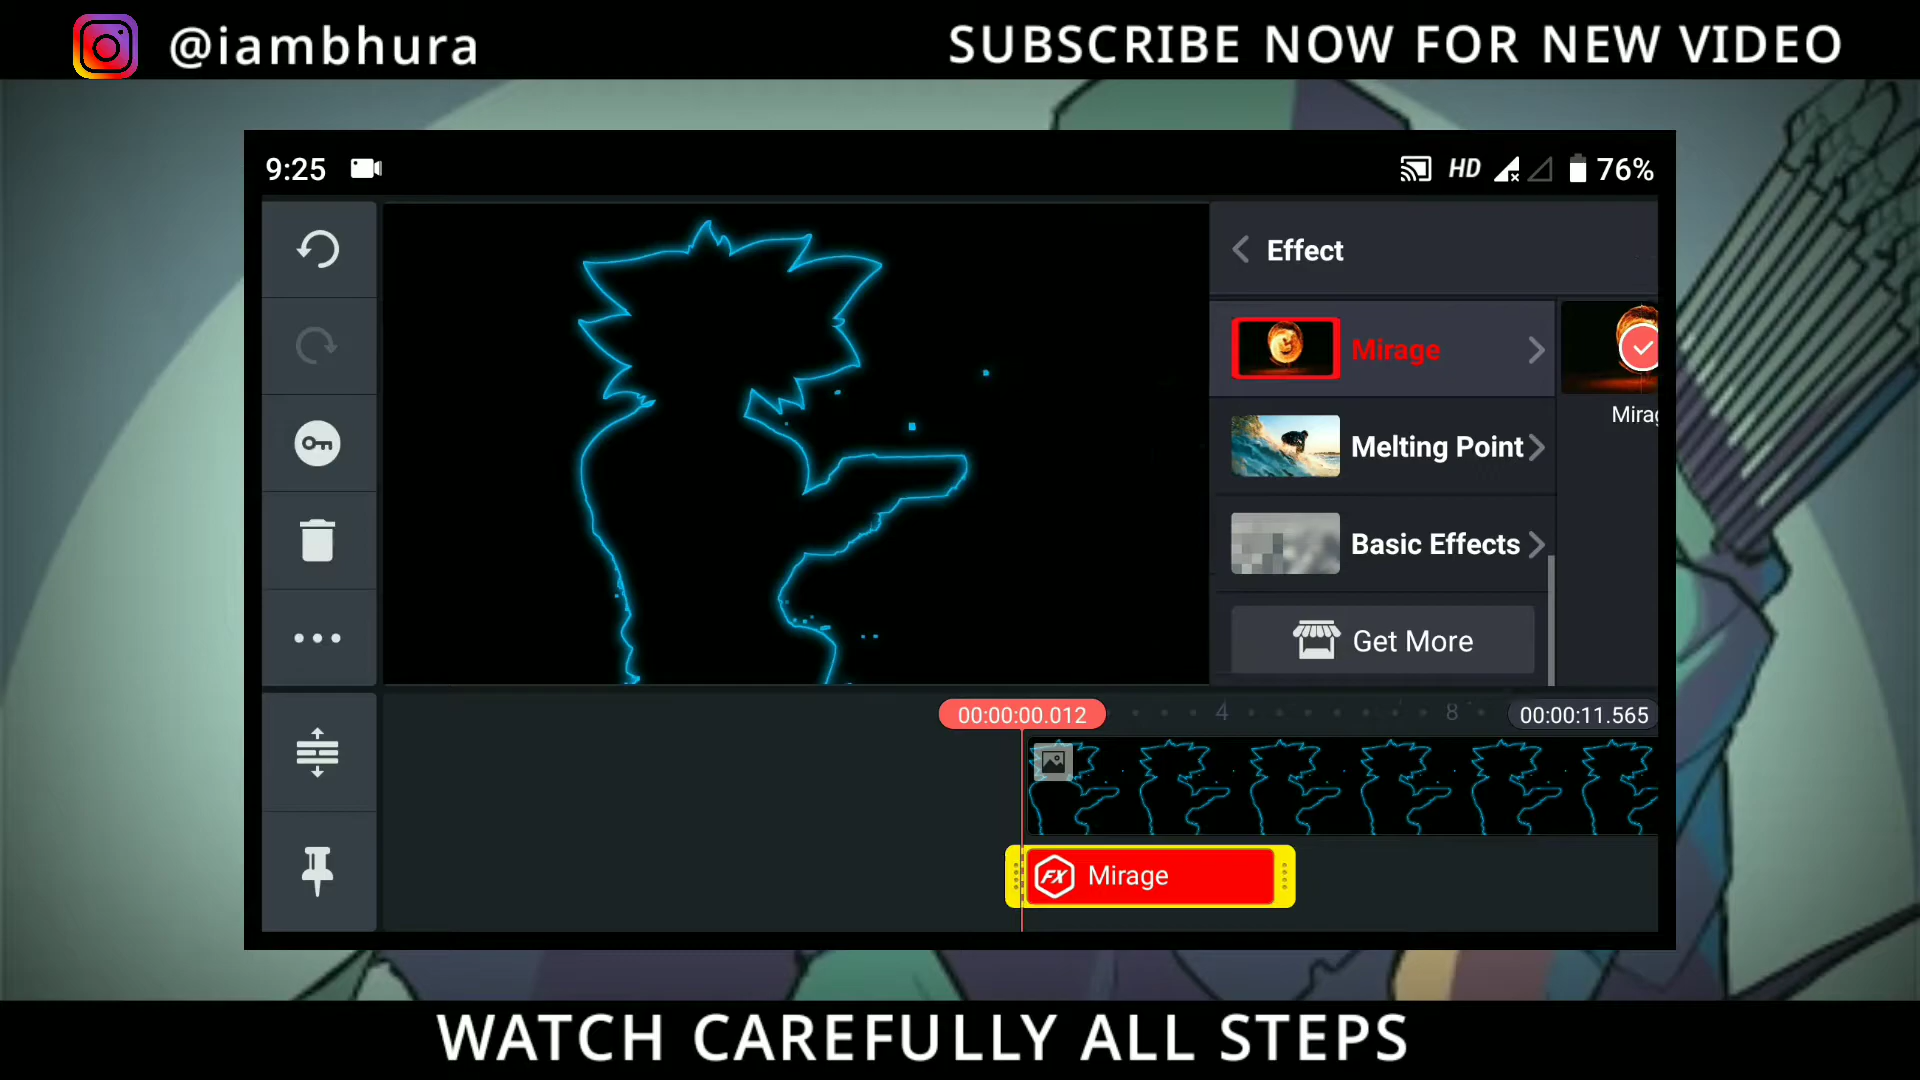 @iambhura
SUBSCRIBE NOW FOR NEW VIDEO
9:25
HD
76%
Effect
Mirage
Melting Point
Basic Effects
Get More
00:00:00.012
4
8
00:00:11.565
FX Mirage
WATCH CAREFULLY ALL STEPS